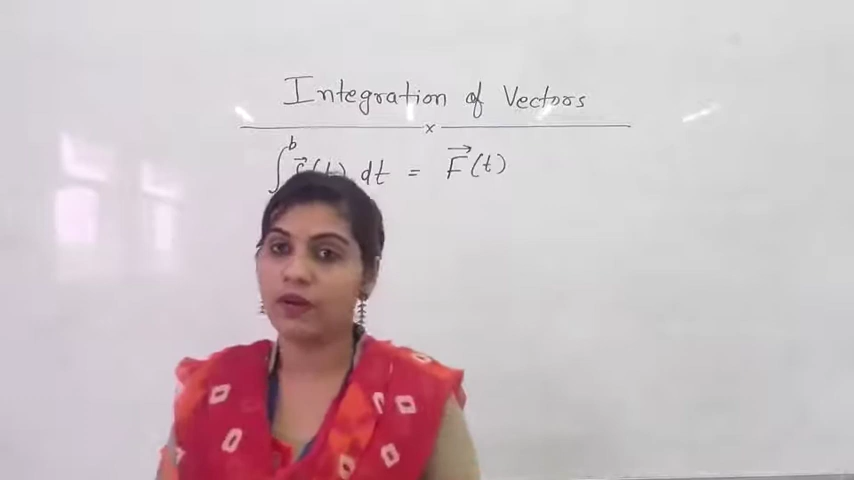 Integration of Vectors
∫ᵇ f⃗(t) dt = F⃗(t)